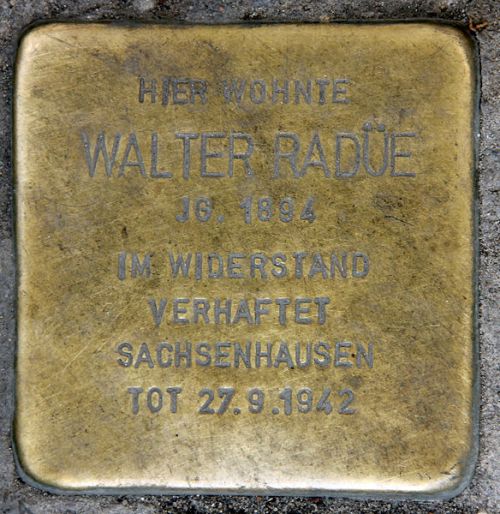 HIER WOHNTE
WALTER RADÜE
JG. 1894
IM WIDERSTAND
VERHAFTET
SACHSENHAUSEN
TOT 27.9.1942